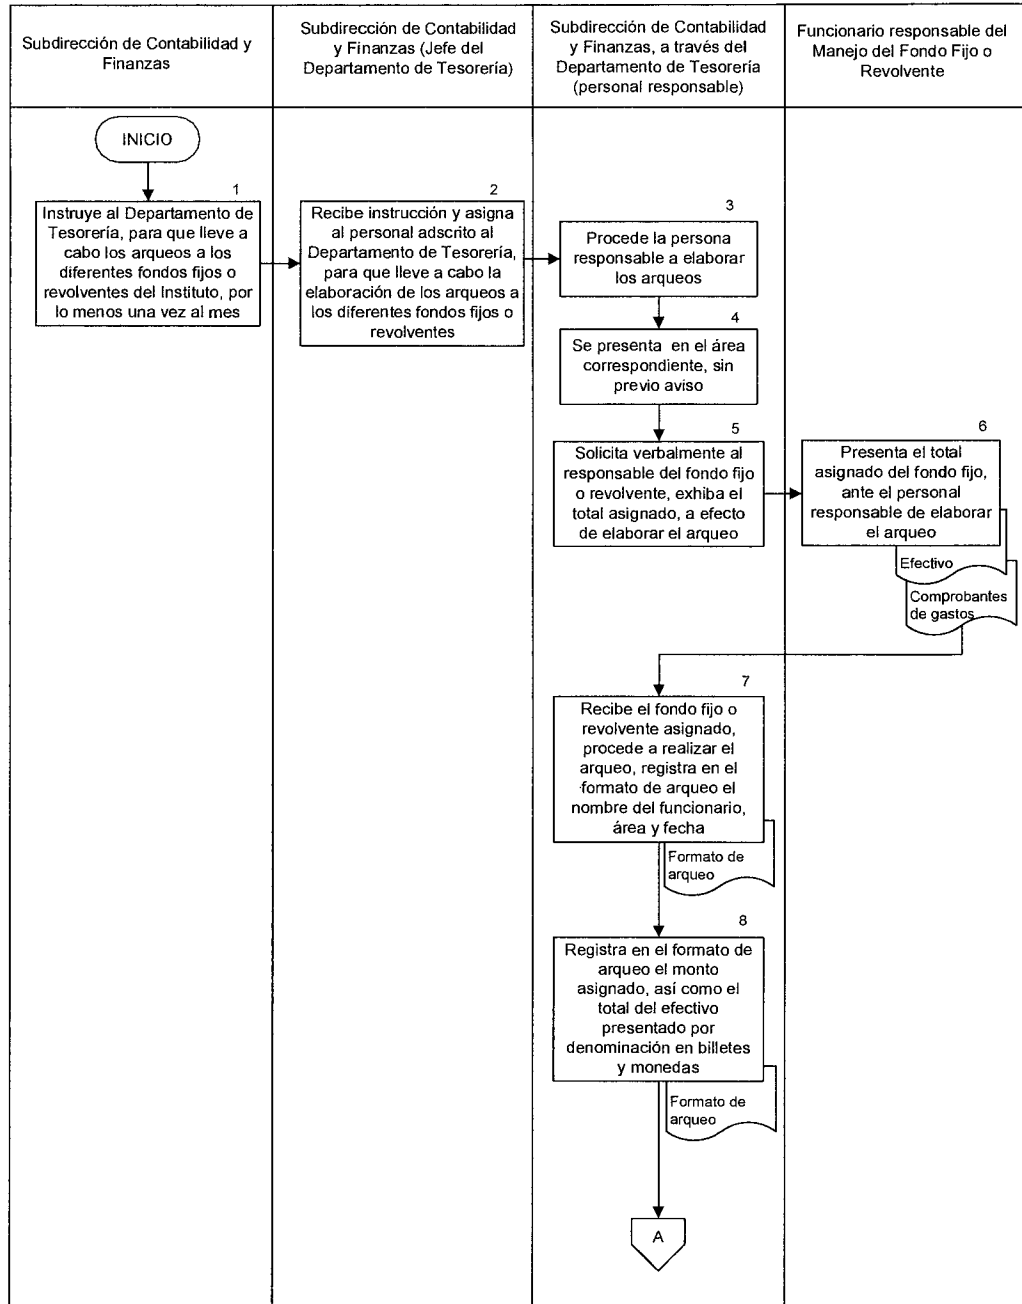 Subdirección de Contabilidad y
Finanzas
Subdirección de Contabilidad
y Finanzas (Jefe del
Departamento de Tesorería)
Subdirección de Contabilidad
y Finanzas, a través del
Departamento de Tesorería
(personal responsable)
Funcionario responsable del
Manejo del Fondo Fijo o
Revolvente
INICIO
1
Instruye al Departamento de
Tesorería, para que lleve a
cabo los arqueos a los
diferentes fondos fijos o
revolventes del Instituto, por
lo menos una vez al mes
2
Recibe instrucción y asigna
al personal adscrito al
Departamento de Tesorería,
para que lleve a cabo la
elaboración de los arqueos a
los diferentes fondos fijos o
revolventes
3
Procede la persona
responsable a elaborar
los arqueos
4
Se presenta en el área
correspondiente, sin
previo aviso
5
Solicita verbalmente al
responsable del fondo fijo
o revolvente, exhiba el
total asignado, a efecto
de elaborar el arqueo
6
Presenta el total
asignado del fondo fijo,
ante el personal
responsable de elaborar
el arqueo
Efectivo
Comprobantes
de gastos
7
Recibe el fondo fijo o
revolvente asignado,
procede a realizar el
arqueo, registra en el
formato de arqueo el
nombre del funcionario,
área y fecha
Formato de
arqueo
8
Registra en el formato de
arqueo el monto
asignado, así como el
total del efectivo
presentado por
denominación en billetes
y monedas
Formato de
arqueo
A